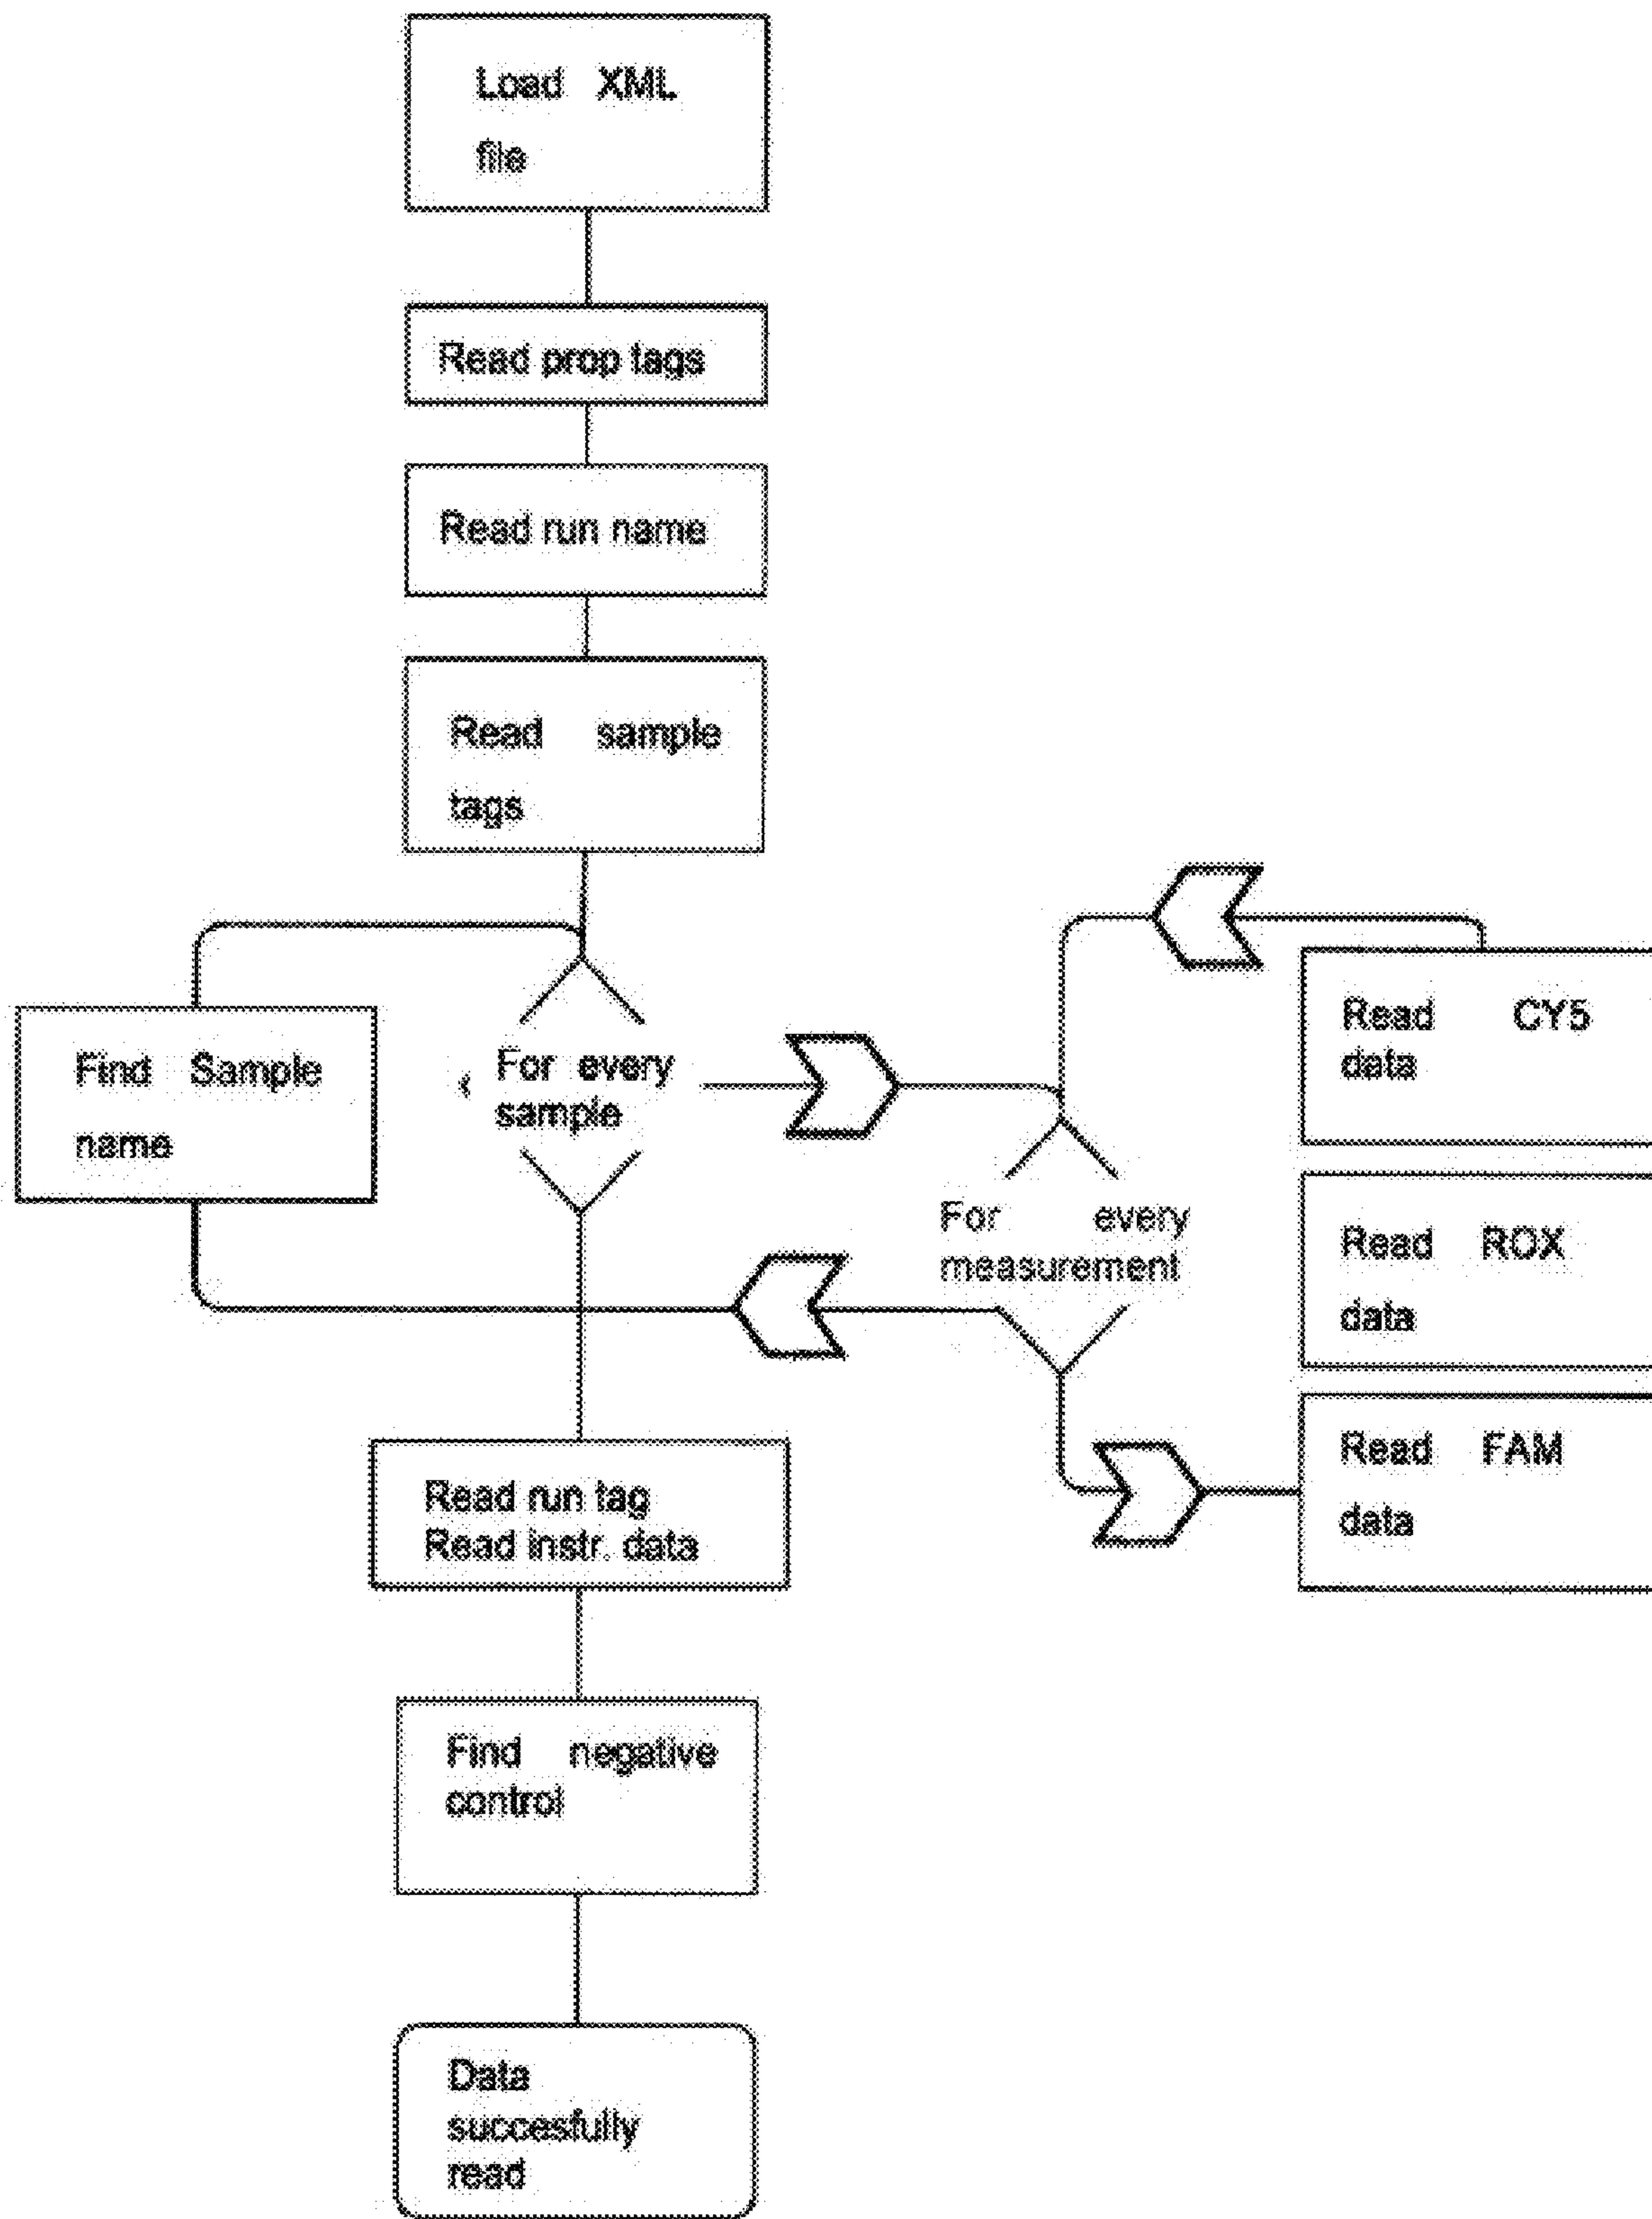 Load XML
file
Read prop tags
Read run name
Read sample
tags
Find Sample
name
For every
sample
For every
measurement
Read CY5
data
Read ROX
data
Read FAM
data
Read run tag
Read instr. data
Find negative
control
Data
succesfully
read